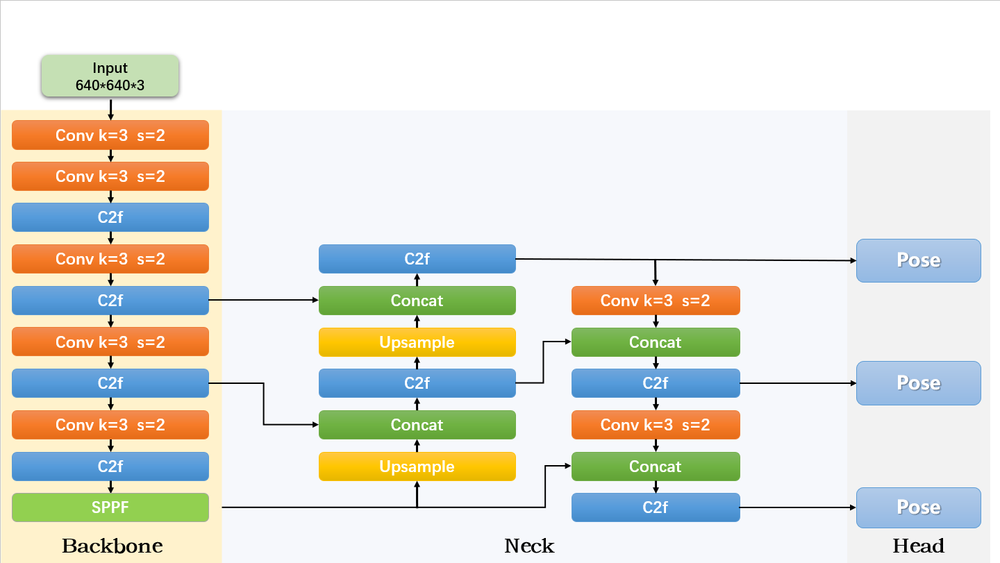 Input
640*640*3
Conv k=3 s=2
Conv k=3 s=2
C2f
Conv k=3 s=2
C2f
Conv k=3 s=2
C2f
Conv k=3 s=2
C2f
SPPF
Backbone
C2f
Concat
Upsample
C2f
Concat
Upsample
Conv k=3 s=2
Concat
C2f
Conv k=3 s=2
Concat
C2f
Neck
Pose
Pose
Pose
Head